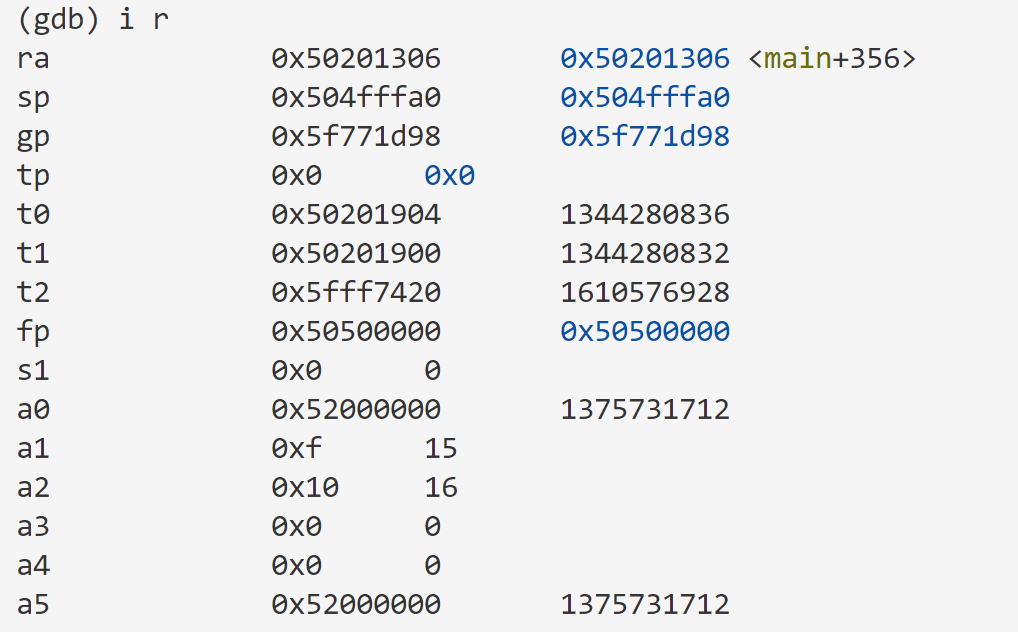 (gdb) i r
ra 0x50201306 0x50201306 <main+356>
sp 0x504fffa0 0x504fffa0
gp 0x5f771d98 0x5f771d98
tp 0x0 0x0
t0 0x50201904 1344280836
t1 0x50201900 1344280832
t2 0x5fff7420 1610576928
fp 0x50500000 0x50500000
s1 0x0 0
a0 0x52000000 1375731712
a1 0xf 15
a2 0x10 16
a3 0x0 0
a4 0x0 0
a5 0x52000000 1375731712